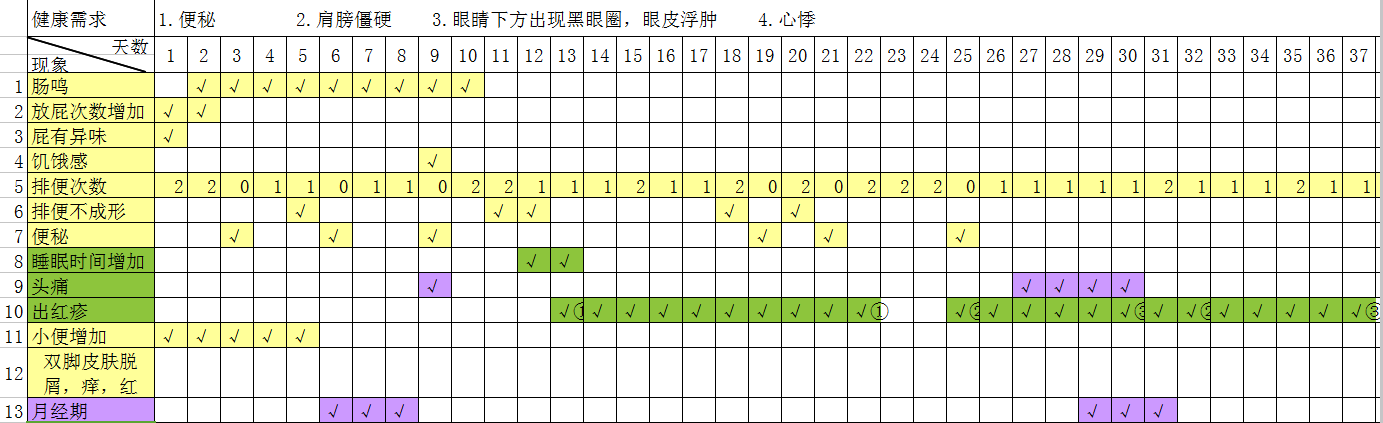 健康需求 1.便秘 2.肩膀僵硬 3.眼睛下方出现黑眼圈，眼皮浮肿 4.心悸
天数
现象 1 2 3 4 5 6 7 8 9 10 11 12 13 14 15 16 17 18 19 20 21 22 23 24 25 26 27 28 29 30 31 32 33 34 35 36 37
1 肠鸣 √ √ √ √ √ √ √ √ √
2 放屁次数增加 √ √
3 屁有异味 √
4 饥饿感 √
5 排便次数 2 2 0 1 1 0 1 1 0 2 2 1 1 1 2 1 1 2 0 2 0 2 2 2 0 1 1 1 1 1 2 1 1 1 2 1 1
6 排便不成形 √ √ √ √ √
7 便秘 √ √ √ √ √ √
8 睡眠时间增加 √ √
9 头痛 √ √ √ √ √
10 出红疹 √① √ √ √ √ √ √ √ √ √① √② √ √ √ √ √③ √ √② √ √ √ √ √③
11 小便增加 √ √ √ √ √
12 双脚皮肤脱
屑，痒，红
13 月经期 √ √ √ √ √ √